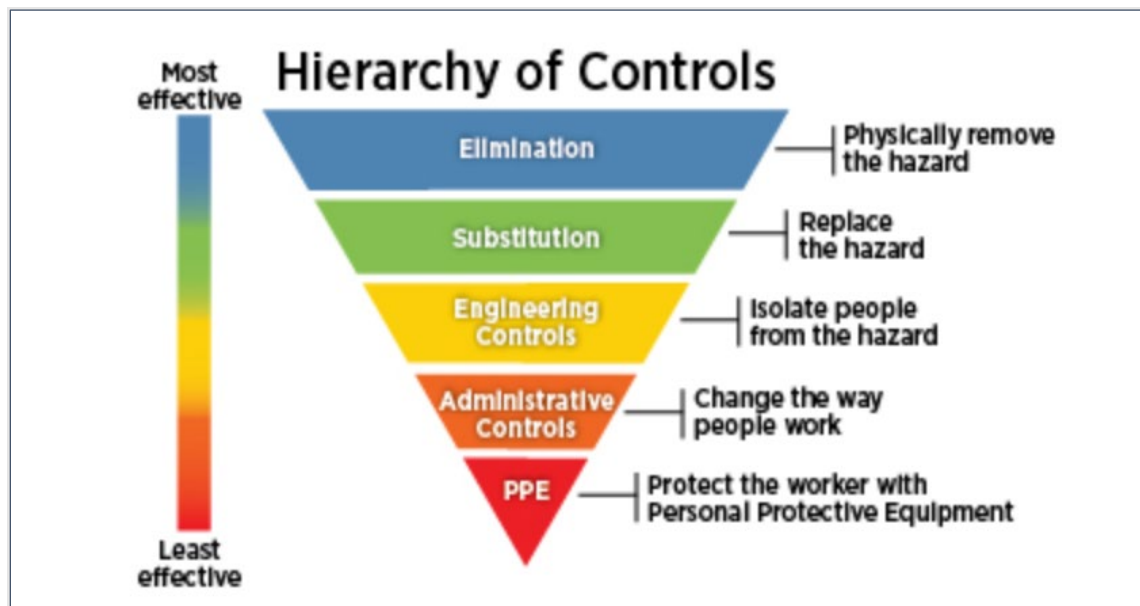 Hierarchy of Controls
Most
effective
Elimination
Physically remove
the hazard
Substitution
Replace
the hazard
Engineering
Controls
Isolate people
from the hazard
Administrative
Controls
Change the way
people work
PPE
Protect the worker with
Personal Protective Equipment
Least
effective